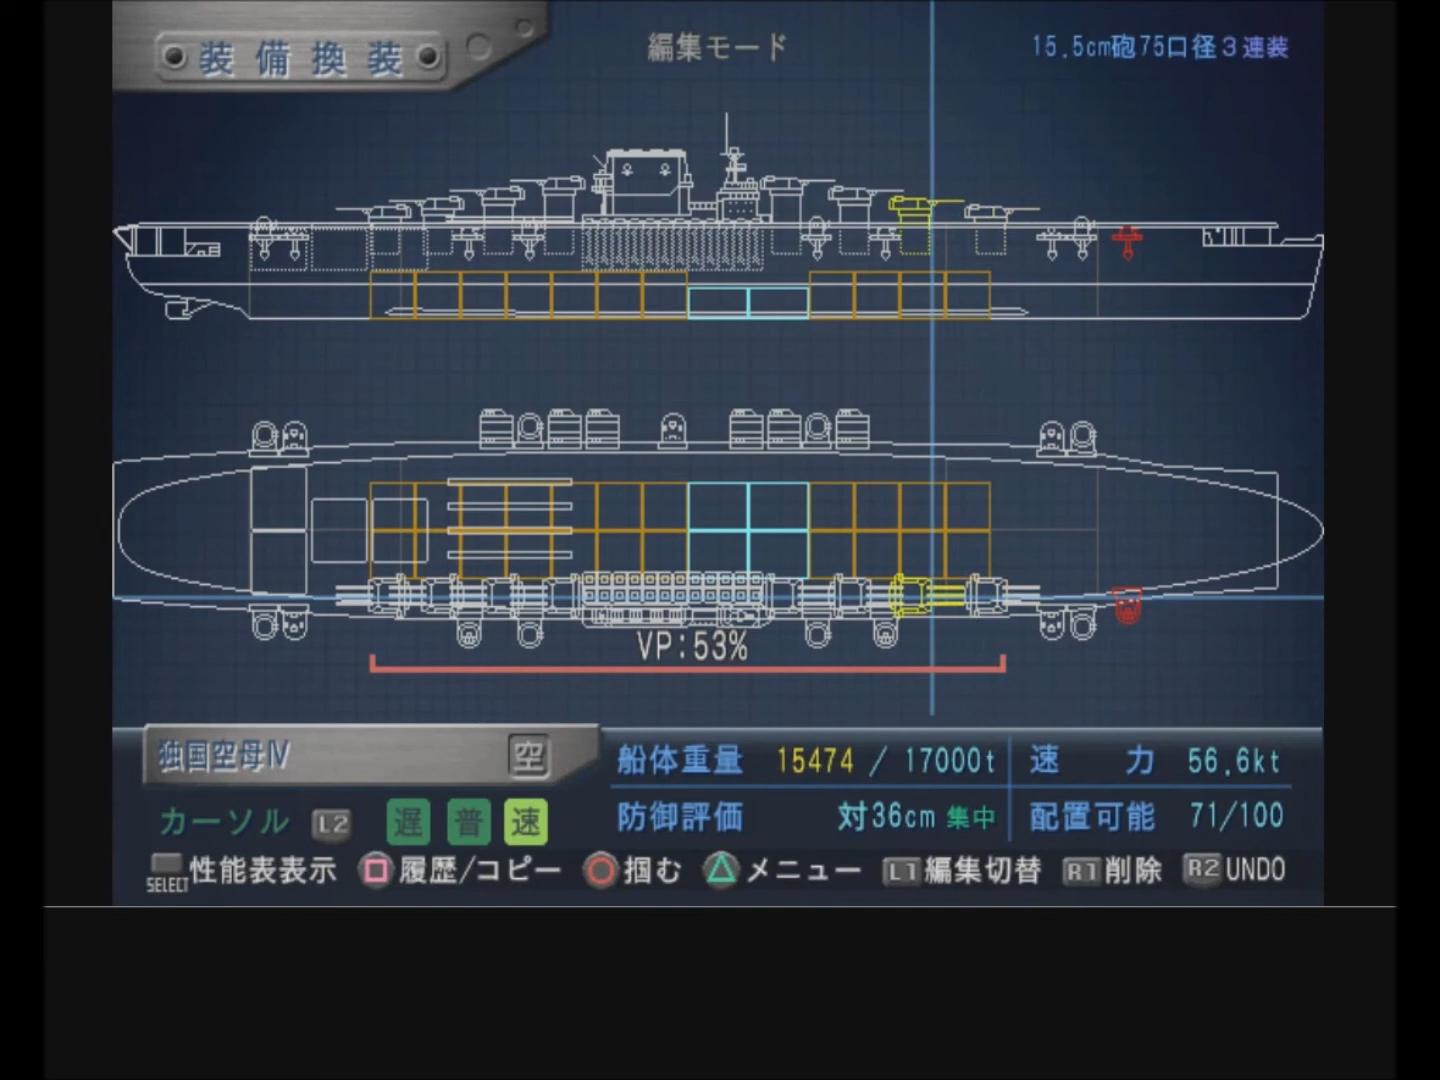 装備換装
編集モード
15.5cm砲75口径3連装
VP:53%
独国空母Ⅳ 空
船体重量 15474 / 17000t 速力 56.6kt
カーソル L2 遅 普 速
防御評価 対36cm 集中 配置可能 71/100
SELECT 性能表表示 履歴/コピー 掴む メニュー L1 編集切替 R1 削除 R2 UNDO